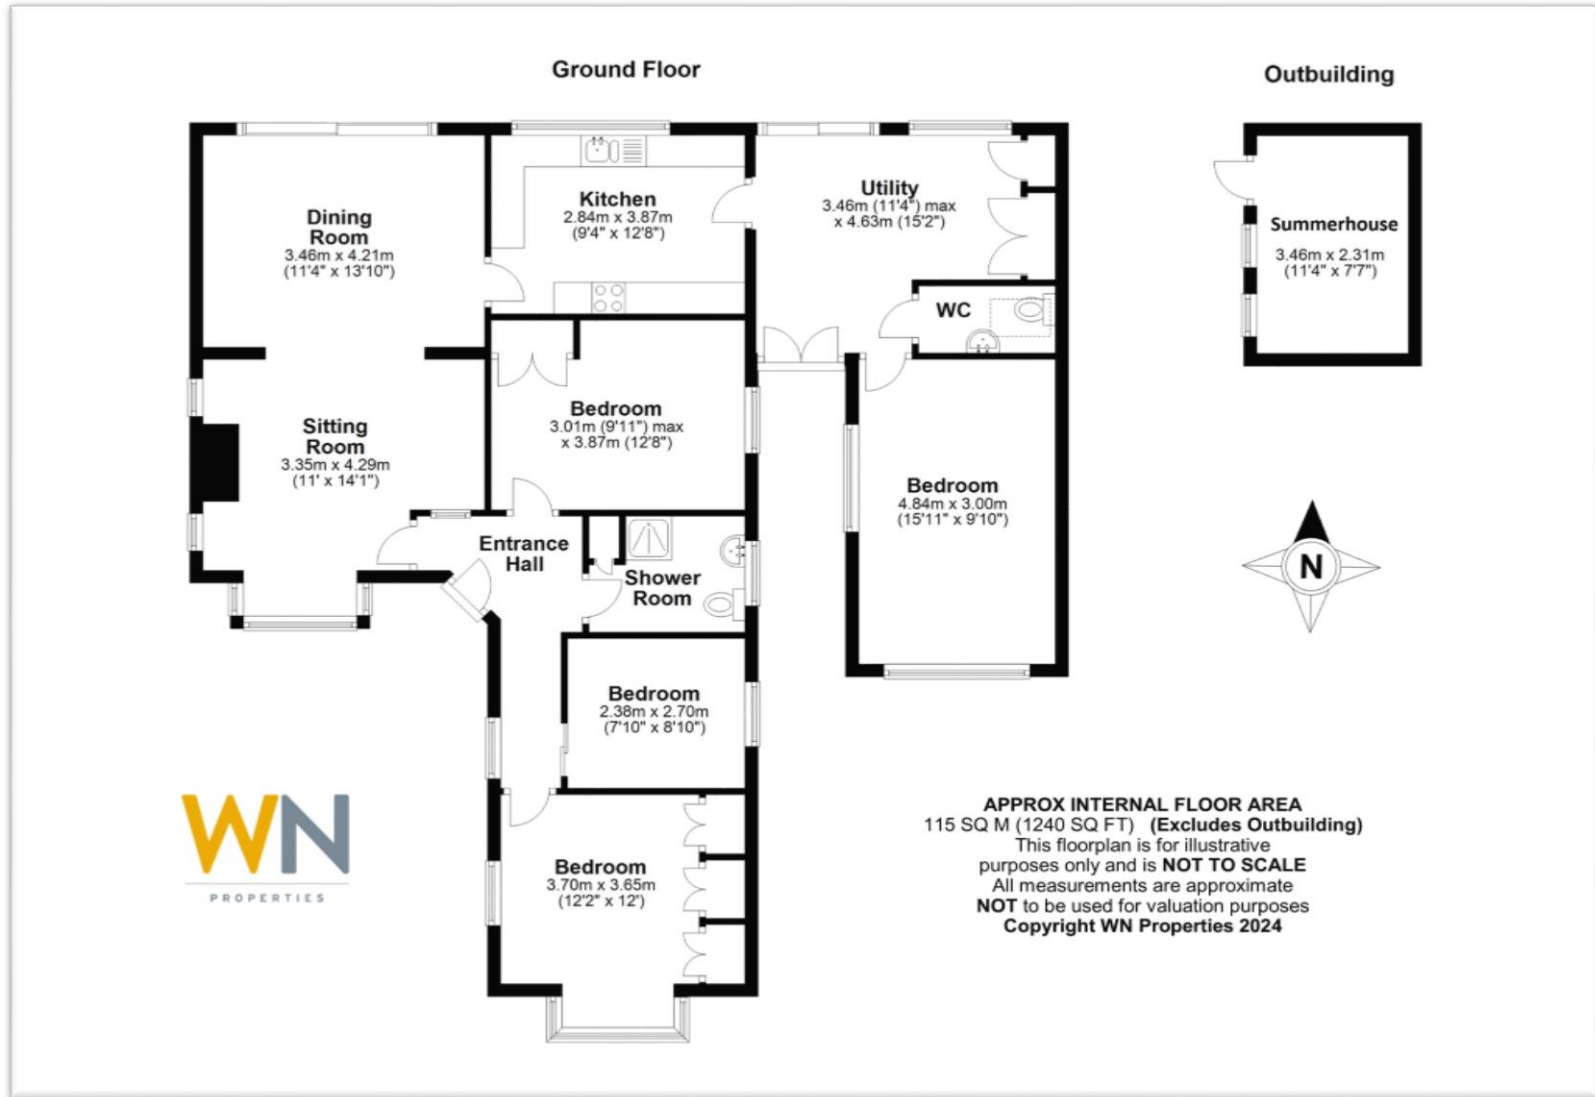 Ground Floor
Outbuilding
Dining
Room
3.46m x 4.21m
(11'4" x 13'10")
Kitchen
2.84m x 3.87m
(9'4" x 12'8")
Utility
3.46m (11'4") max
x 4.63m (15'2")
Summerhouse
3.46m x 2.31m
(11'4" x 7'7")
WC
Sitting
Room
3.35m x 4.29m
(11' x 14'1")
Bedroom
3.01m (9'11") max
x 3.87m (12'8")
Bedroom
4.84m x 3.00m
(15'11" x 9'10")
Entrance
Hall
Shower
Room
N
Bedroom
2.38m x 2.70m
(7'10" x 8'10")
Bedroom
3.70m x 3.65m
(12'2" x 12')
WN
PROPERTIES
APPROX INTERNAL FLOOR AREA
115 SQ M (1240 SQ FT) (Excludes Outbuilding)
This floorplan is for illustrative
purposes only and is NOT TO SCALE
All measurements are approximate
NOT to be used for valuation purposes
Copyright WN Properties 2024